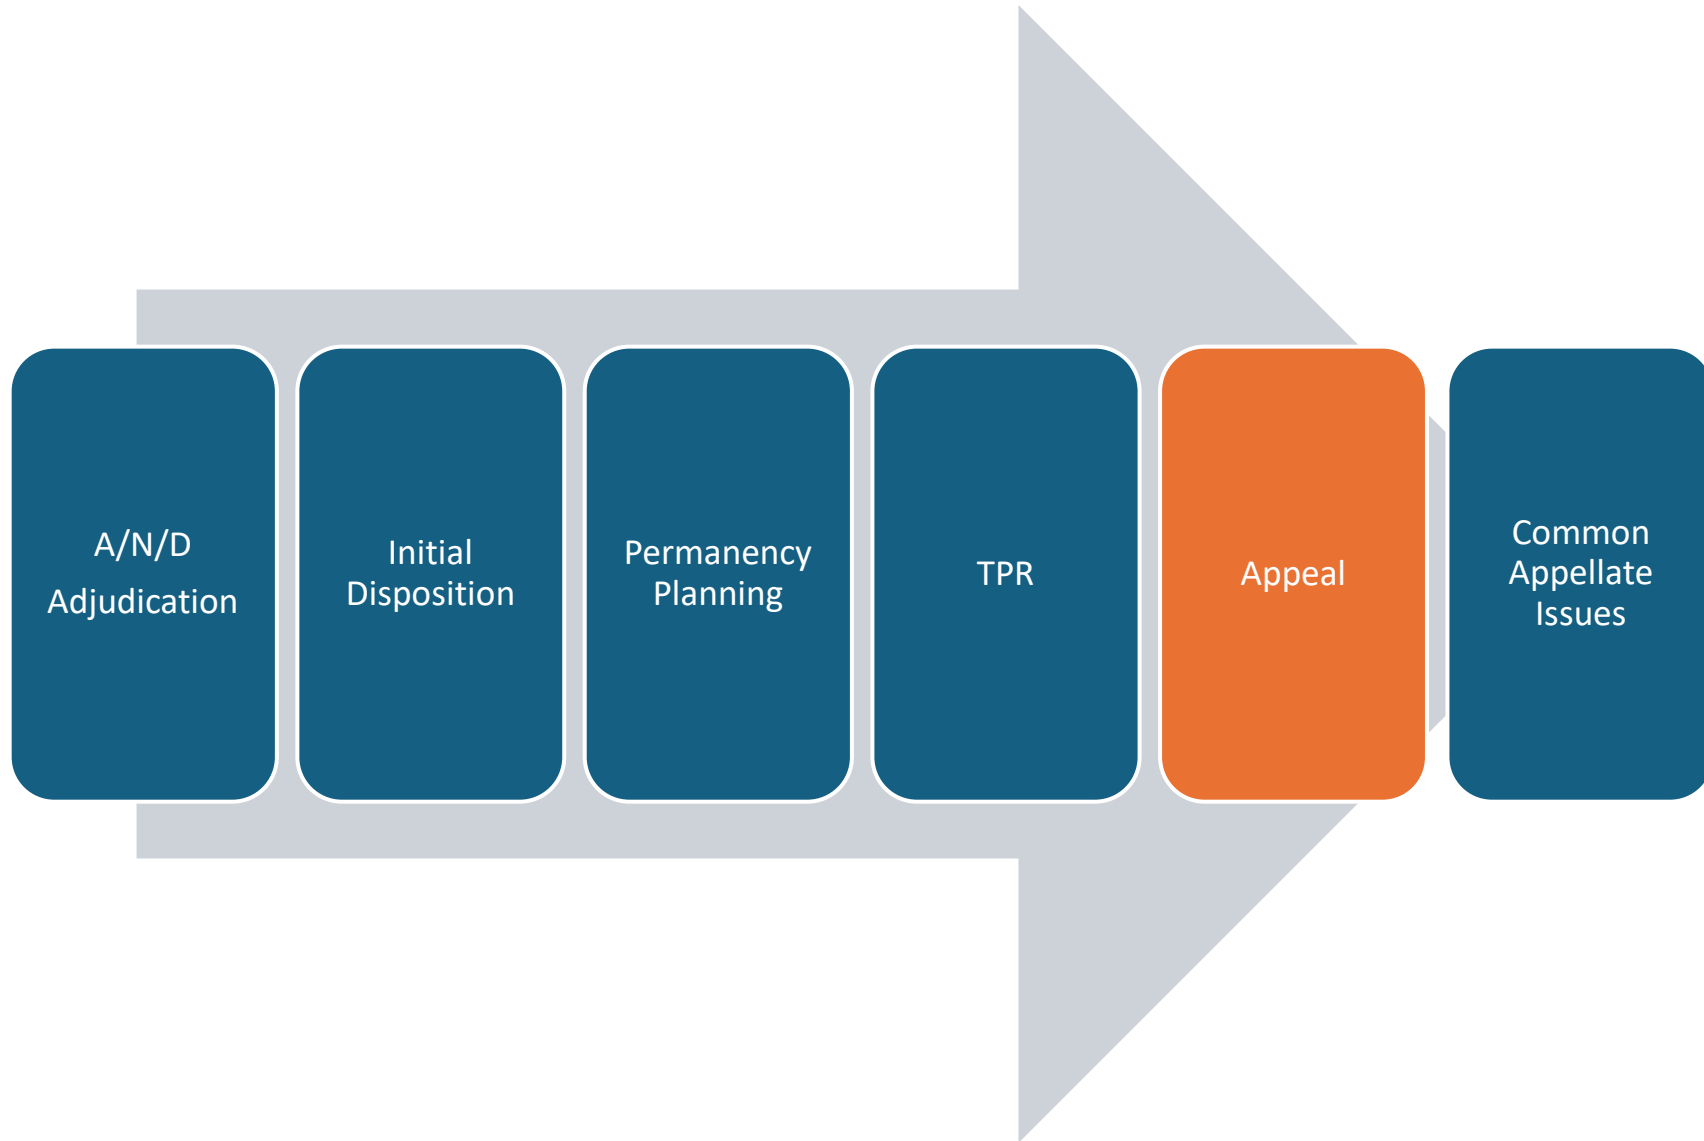 A/N/D
Adjudication
Initial
Disposition
Permanency
Planning
TPR
Appeal
Common
Appellate
Issues